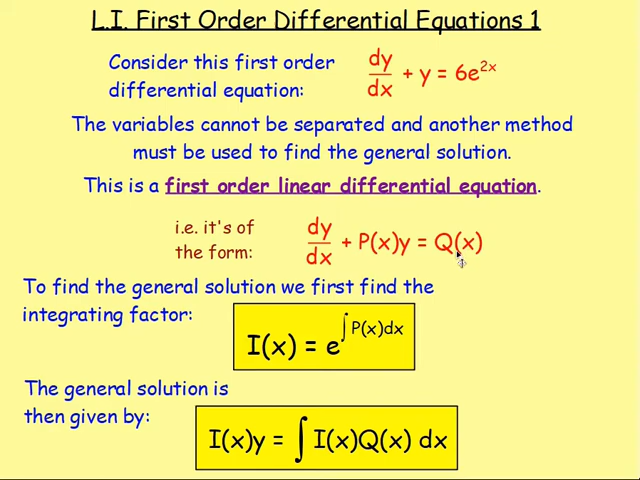 L.I. First Order Differential Equations 1
Consider this first order
differential equation:
dy/dx + y = 6e^{2x}
The variables cannot be separated and another method
must be used to find the general solution.
This is a first order linear differential equation.
i.e. it's of
the form:
dy/dx + P(x)y = Q(x)
To find the general solution we first find the
integrating factor:
I(x) = e^{∫P(x)dx}
The general solution is
then given by:
I(x)y = ∫ I(x)Q(x) dx